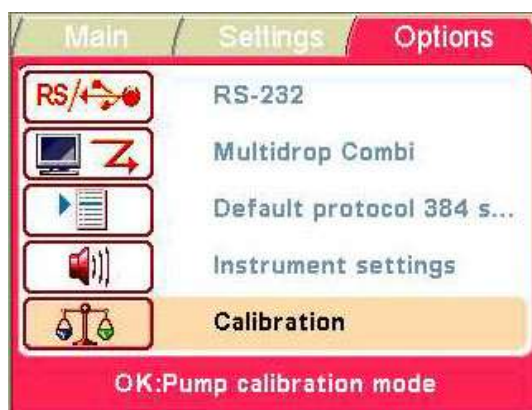 Main Settings Options
RS/ RS-232
Multidrop Combi
Default protocol 384 s...
Instrument settings
Calibration
OK:Pump calibration mode